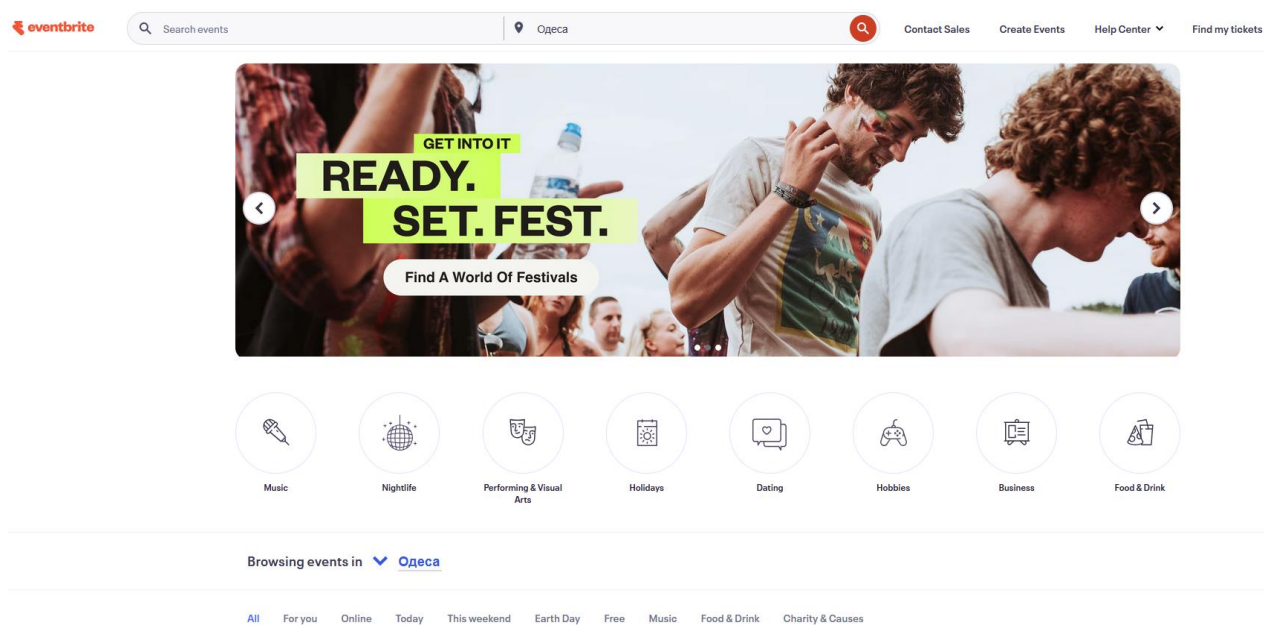 eventbrite
Search events
Одеса
Contact Sales
Create Events
Help Center
Find my tickets
GET INTO IT
READY.
SET. FEST.
Find A World Of Festivals
Music
Nightlife
Performing & Visual
Arts
Holidays
Dating
Hobbies
Business
Food & Drink
Browsing events in Одеса
All For you Online Today This weekend Earth Day Free Music Food & Drink Charity & Causes